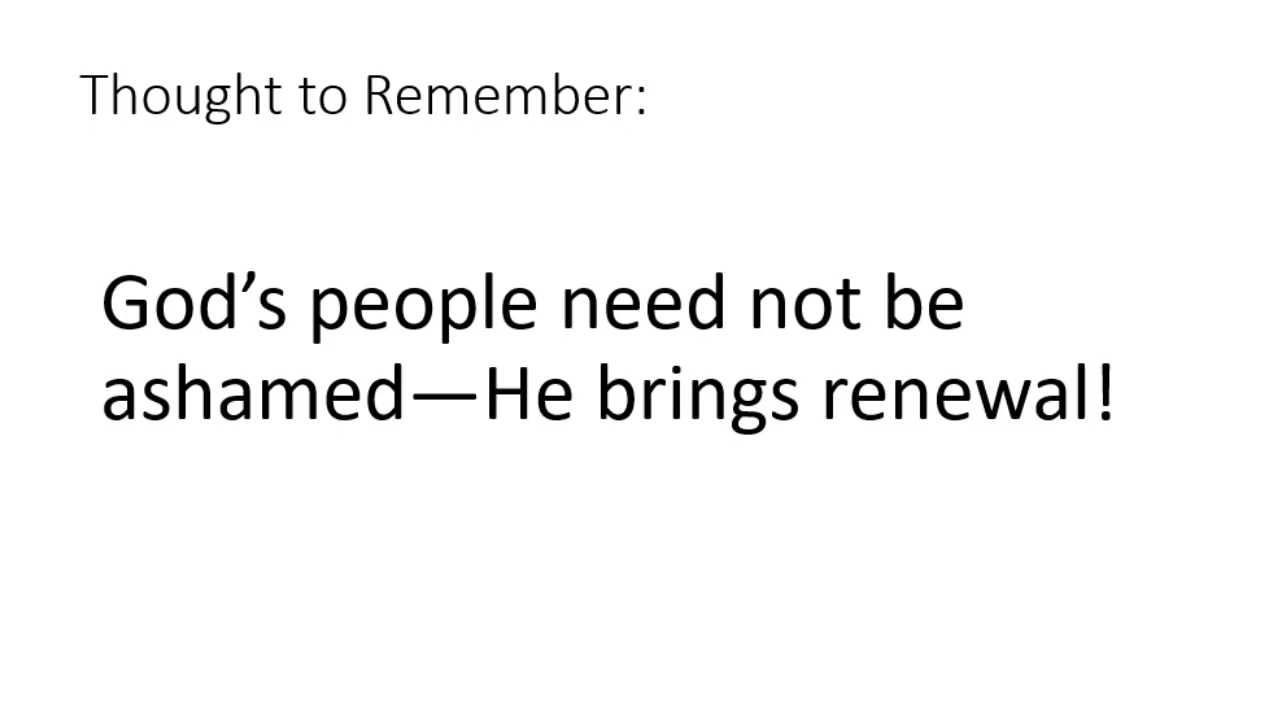 Thought to Remember:
God’s people need not be
ashamed—He brings renewal!